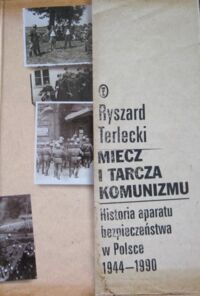 Ryszard
Terlecki
MIECZ
I TARCZA
KOMUNIZMU
Historia aparatu
bezpieczeństwa
w Polsce
1944–1990